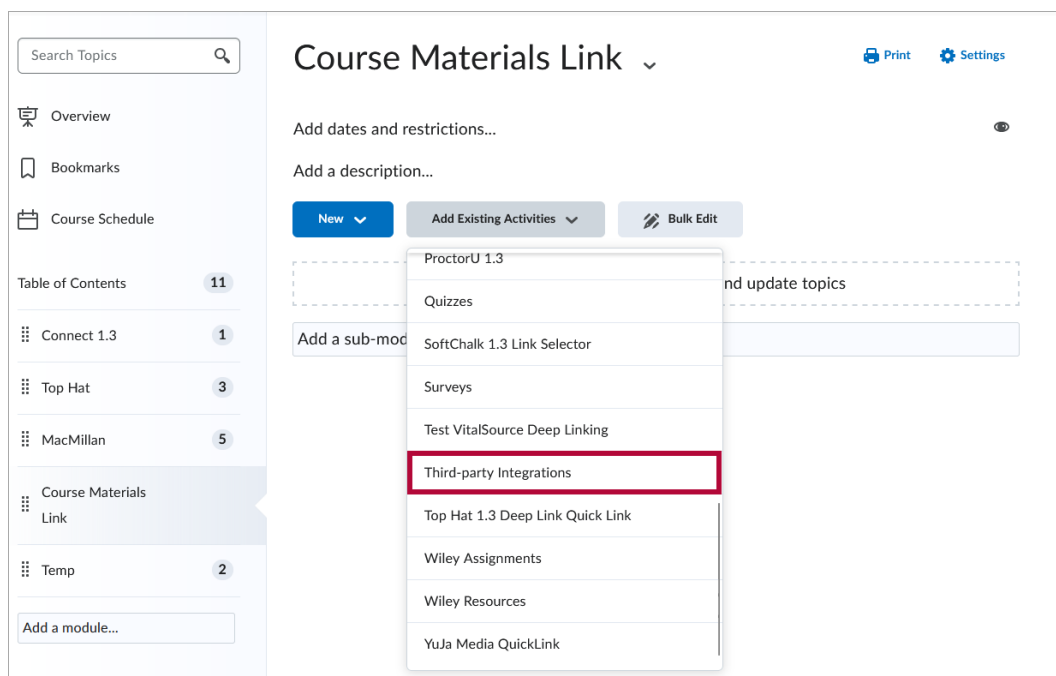 Search Topics
Overview
Bookmarks
Course Schedule
Table of Contents 11
Connect 1.3 1
Top Hat 3
MacMillan 5
Course Materials
Link
Temp 2
Add a module...
Course Materials Link
Print
Settings
Add dates and restrictions...
Add a description...
New
Add Existing Activities
Bulk Edit
nd update topics
Add a sub-mod
ProctorU 1.3
Quizzes
SoftChalk 1.3 Link Selector
Surveys
Test VitalSource Deep Linking
Third-party Integrations
Top Hat 1.3 Deep Link Quick Link
Wiley Assignments
Wiley Resources
YuJa Media QuickLink